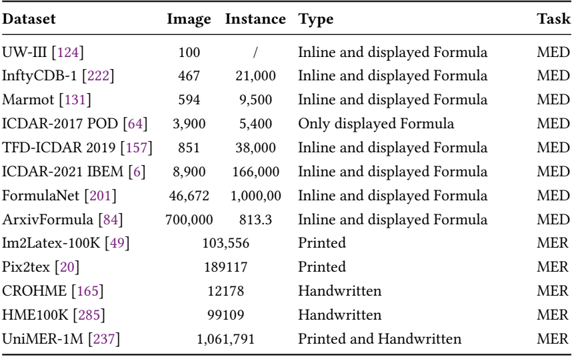 Dataset Image Instance Type Task
UW-III [124] 100 / Inline and displayed Formula MED
InftyCDB-1 [222] 467 21,000 Inline and displayed Formula MED
Marmot [131] 594 9,500 Inline and displayed Formula MED
ICDAR-2017 POD [64] 3,900 5,400 Only displayed Formula MED
TFD-ICDAR 2019 [157] 851 38,000 Inline and displayed Formula MED
ICDAR-2021 IBEM [6] 8,900 166,000 Inline and displayed Formula MED
FormulaNet [201] 46,672 1,000,00 Inline and displayed Formula MED
ArxivFormula [84] 700,000 813.3 Inline and displayed Formula MED
Im2Latex-100K [49] 103,556 Printed MER
Pix2tex [20] 189117 Printed MER
CROHME [165] 12178 Handwritten MER
HME100K [285] 99109 Handwritten MER
UniMER-1M [237] 1,061,791 Printed and Handwritten MER